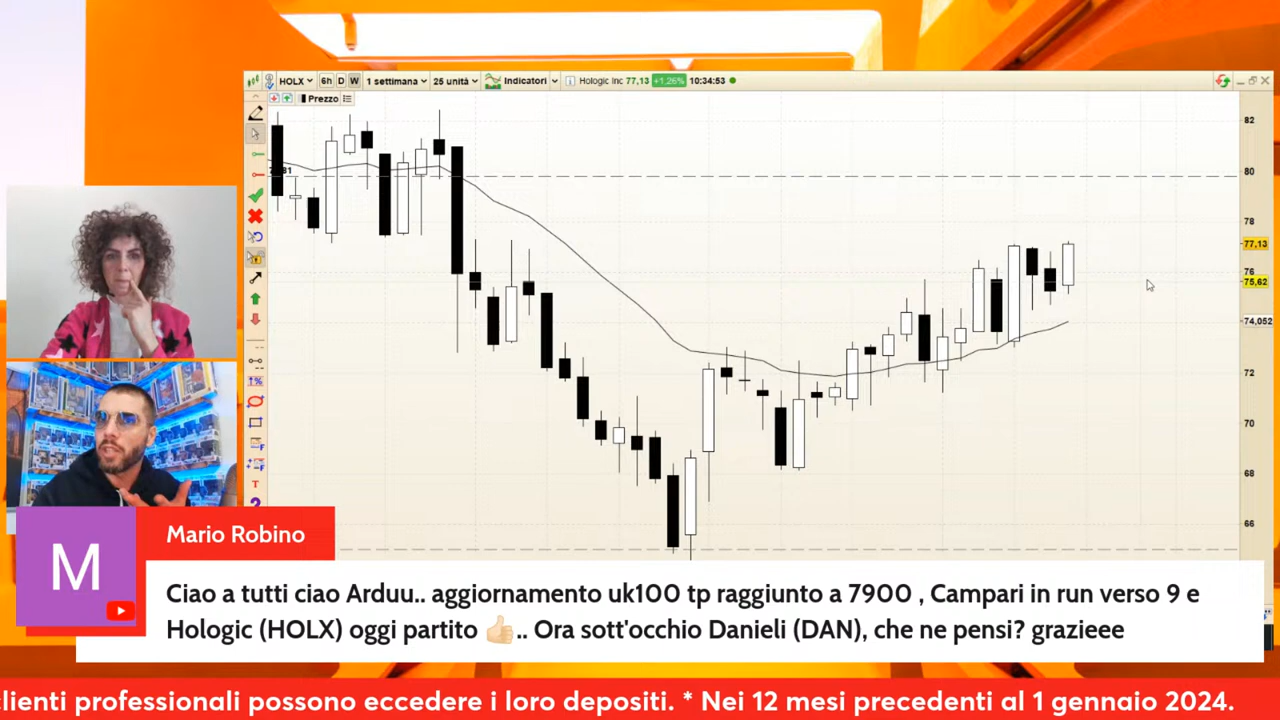 HOLX 6h D W 1 settimana 25 unità Indicatori Hologic Inc 77,13 +1,26% 10:34:53
Prezzo
82
80
78
77,13
76
75,62
74,052
72
70
68
66
M
Mario Robino
Ciao a tutti ciao Arduu.. aggiornamento uk100 tp raggiunto a 7900 , Campari in run verso 9 e
Hologic (HOLX) oggi partito 👍🏻.. Ora sott'occhio Danieli (DAN), che ne pensi? grazieee
clienti professionali possono eccedere i loro depositi. * Nei 12 mesi precedenti al 1 gennaio 2024.